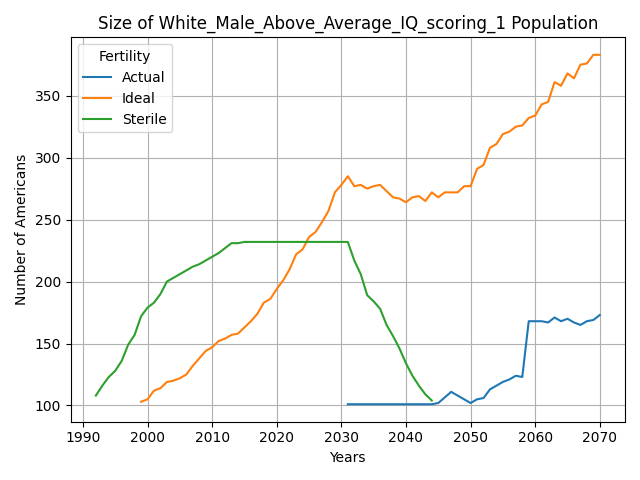 Size of White_Male_Above_Average_IQ_scoring_1 Population
Fertility
Actual
Ideal
Sterile
Number of Americans
350
300
250
200
150
100
1990 2000 2010 2020 2030 2040 2050 2060 2070
Years